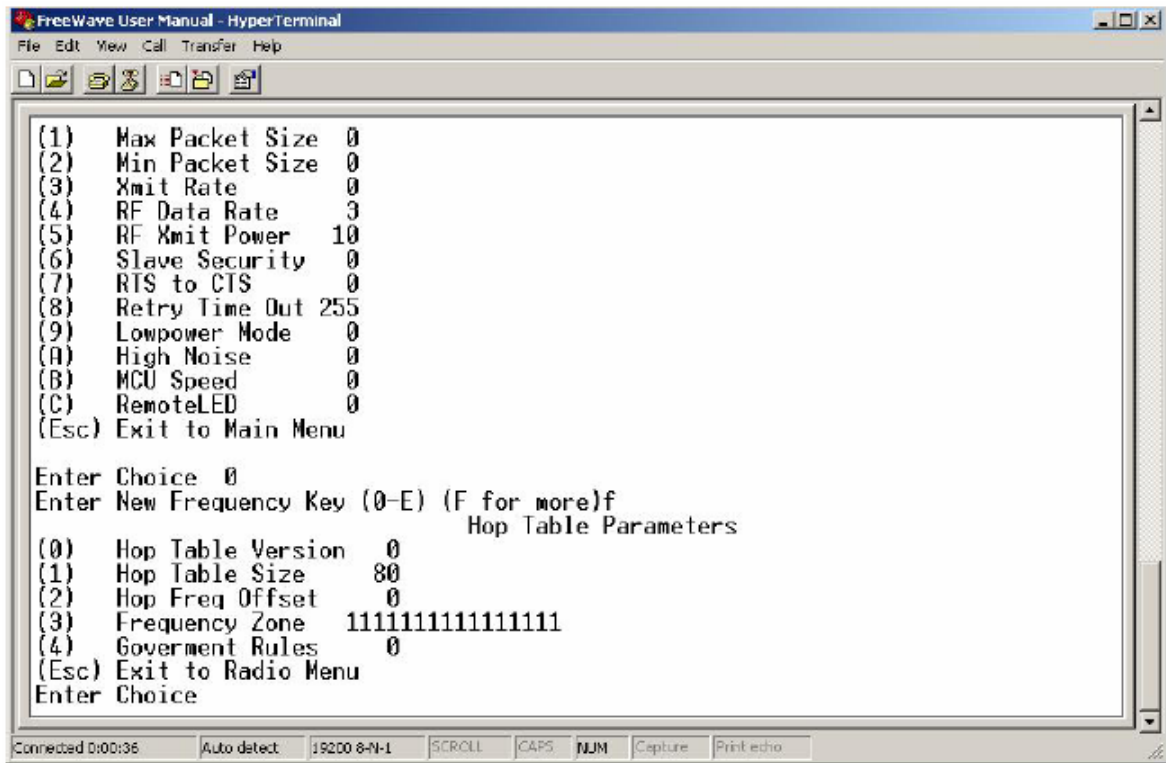 FreeWave User Manual - HyperTerminal
File Edit View Call Transfer Help
(1) Max Packet Size 0
(2) Min Packet Size 0
(3) Xmit Rate 0
(4) RF Data Rate 3
(5) RF Xmit Power 10
(6) Slave Security 0
(7) RTS to CTS 0
(8) Retry Time Out 255
(9) Lowpower Mode 0
(A) High Noise 0
(B) MCU Speed 0
(C) RemoteLED 0
(Esc) Exit to Main Menu
Enter Choice 0
Enter New Frequency Key (0-E) (F for more)f
Hop Table Parameters
(0) Hop Table Version 0
(1) Hop Table Size 80
(2) Hop Freq Offset 0
(3) Frequency Zone 1111111111111111
(4) Goverment Rules 0
(Esc) Exit to Radio Menu
Enter Choice
Connected 0:00:36 Auto detect 19200 8-N-1 SCROLL CAPS NUM Capture Print echo